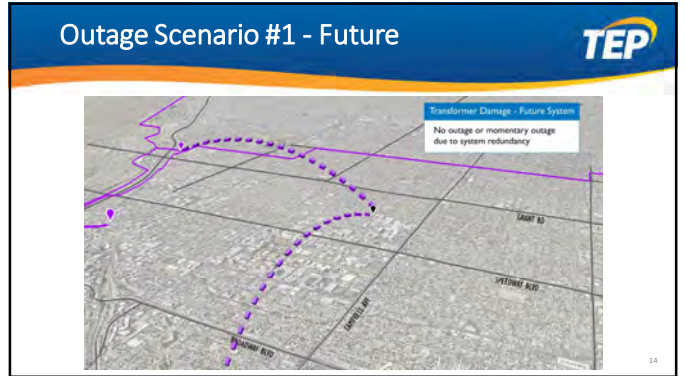 Outage Scenario #1 - Future
TEP
Transformer Damage - Future System
No outage or momentary outage
due to system redundancy
GRANT RD
SPEEDWAY BLVD
CAMPBELL AVE
BROADWAY BLVD
14